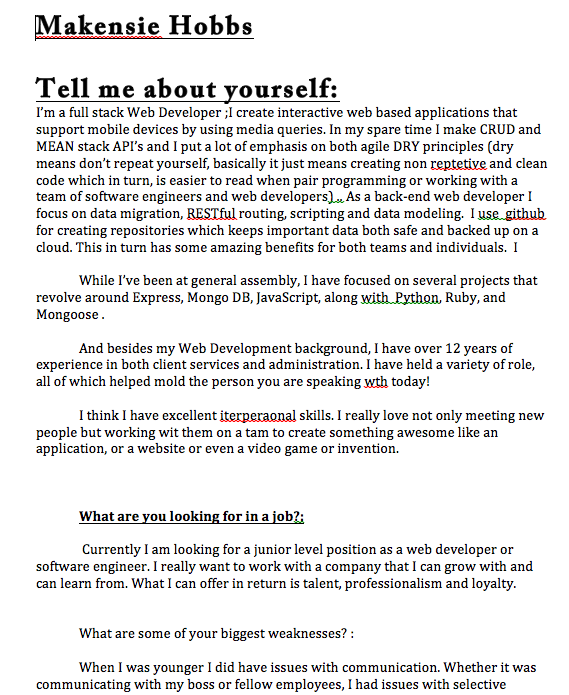 Makensie Hobbs
Tell me about yourself:
I'm a full stack Web Developer ;I create interactive web based applications that
support mobile devices by using media queries. In my spare time I make CRUD and
MEAN stack API's and I put a lot of emphasis on both agile DRY principles (dry
means don't repeat yourself, basically it just means creating non reptetive and clean
code which in turn, is easier to read when pair programming or working with a
team of software engineers and web developers)., As a back-end web developer I
focus on data migration, RESTful routing, scripting and data modeling.  I use  github
for creating repositories which keeps important data both safe and backed up on a
cloud. This in turn has some amazing benefits for both teams and individuals.  I
While I've been at general assembly, I have focused on several projects that
revolve around Express, Mongo DB, JavaScript, along with  Python, Ruby, and
Mongoose .
And besides my Web Development background, I have over 12 years of
experience in both client services and administration. I have held a variety of role,
all of which helped mold the person you are speaking wth today!
I think I have excellent iterperaonal skills. I really love not only meeting new
people but working wit them on a tam to create something awesome like an
application, or a website or even a video game or invention.
What are you looking for in a job?:
Currently I am looking for a junior level position as a web developer or
software engineer. I really want to work with a company that I can grow with and
can learn from. What I can offer in return is talent, professionalism and loyalty.
What are some of your biggest weaknesses? :
When I was younger I did have issues with communication. Whether it was
communicating with my boss or fellow employees, I had issues with selective